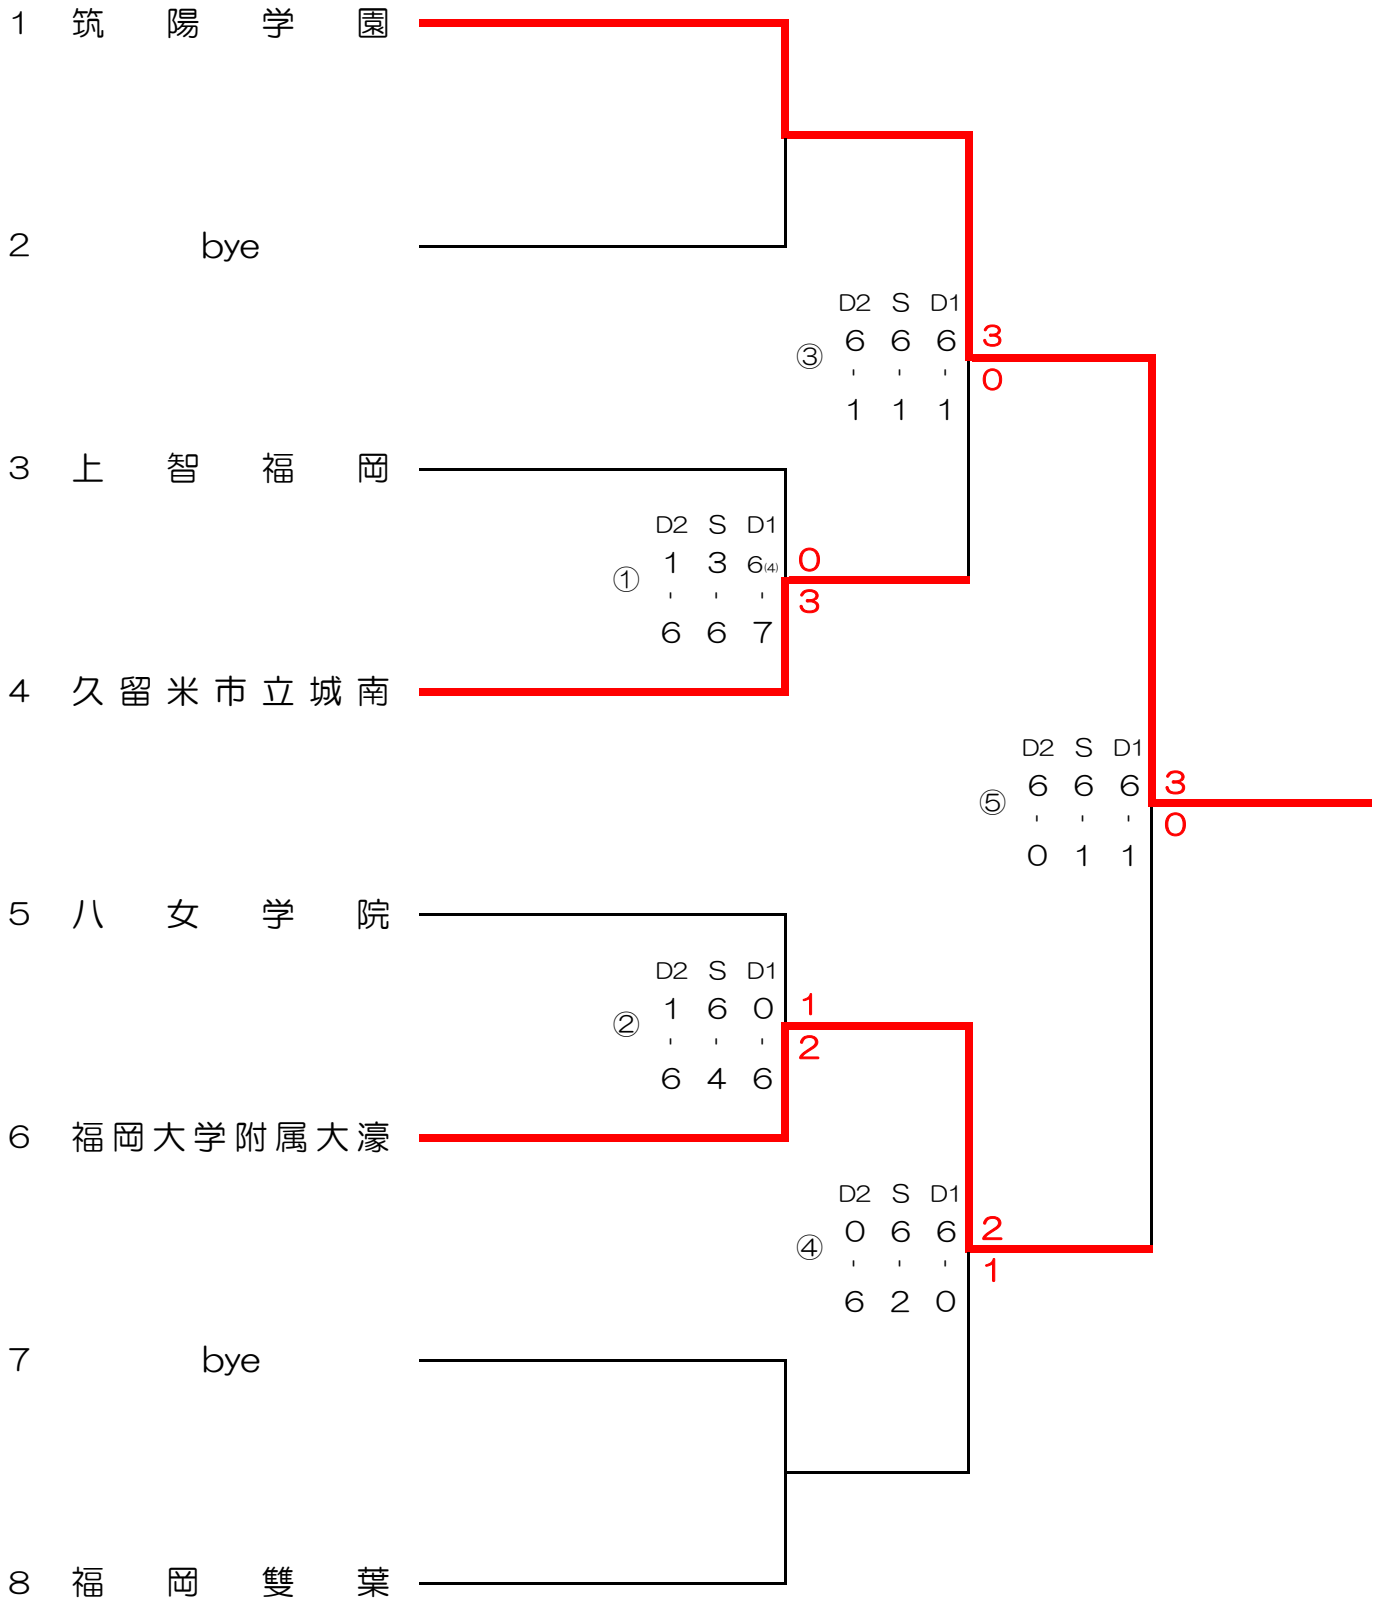 1 筑陽学園
2 bye
D2 S D1
③ 6 6 6 3
- - - 0
1 1 1
3 上智福岡
D2 S D1
① 1 3 6(4) 0
- - - 3
6 6 7
4 久留米市立城南
D2 S D1
⑤ 6 6 6 3
- - - 0
0 1 1
5 八女学院
D2 S D1
② 1 6 0 1
- - - 2
6 4 6
6 福岡大学附属大濠
D2 S D1
④ 0 6 6 2
- - - 1
6 2 0
7 bye
8 福岡雙葉